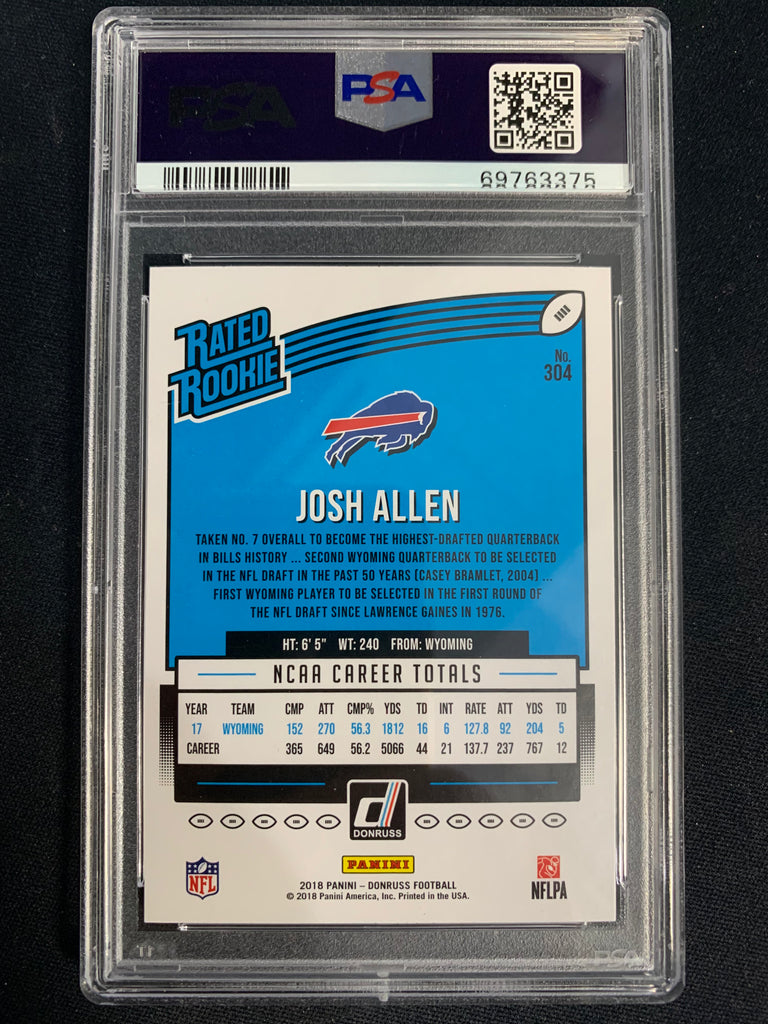 PSA
PSA
69763375
RATED
ROOKIE
No.
304
JOSH ALLEN
TAKEN NO. 7 OVERALL TO BECOME THE HIGHEST-DRAFTED QUARTERBACK
IN BILLS HISTORY ... SECOND WYOMING QUARTERBACK TO BE SELECTED
IN THE NFL DRAFT IN THE PAST 50 YEARS (CASEY BRAMLET, 2004) ...
FIRST WYOMING PLAYER TO BE SELECTED IN THE FIRST ROUND OF
THE NFL DRAFT SINCE LAWRENCE GAINES IN 1976.
HT: 6' 5" WT: 240 FROM: WYOMING
NCAA CAREER TOTALS
YEAR TEAM CMP ATT CMP% YDS TD INT RATE ATT YDS TD
17 WYOMING 152 270 56.3 1812 16 6 127.8 92 204 5
CAREER 365 649 56.2 5066 44 21 137.7 237 767 12
d
DONRUSS
PANINI
NFL
2018 PANINI – DONRUSS FOOTBALL
© 2018 Panini America, Inc. Printed in the USA.
NFLPA
PSA